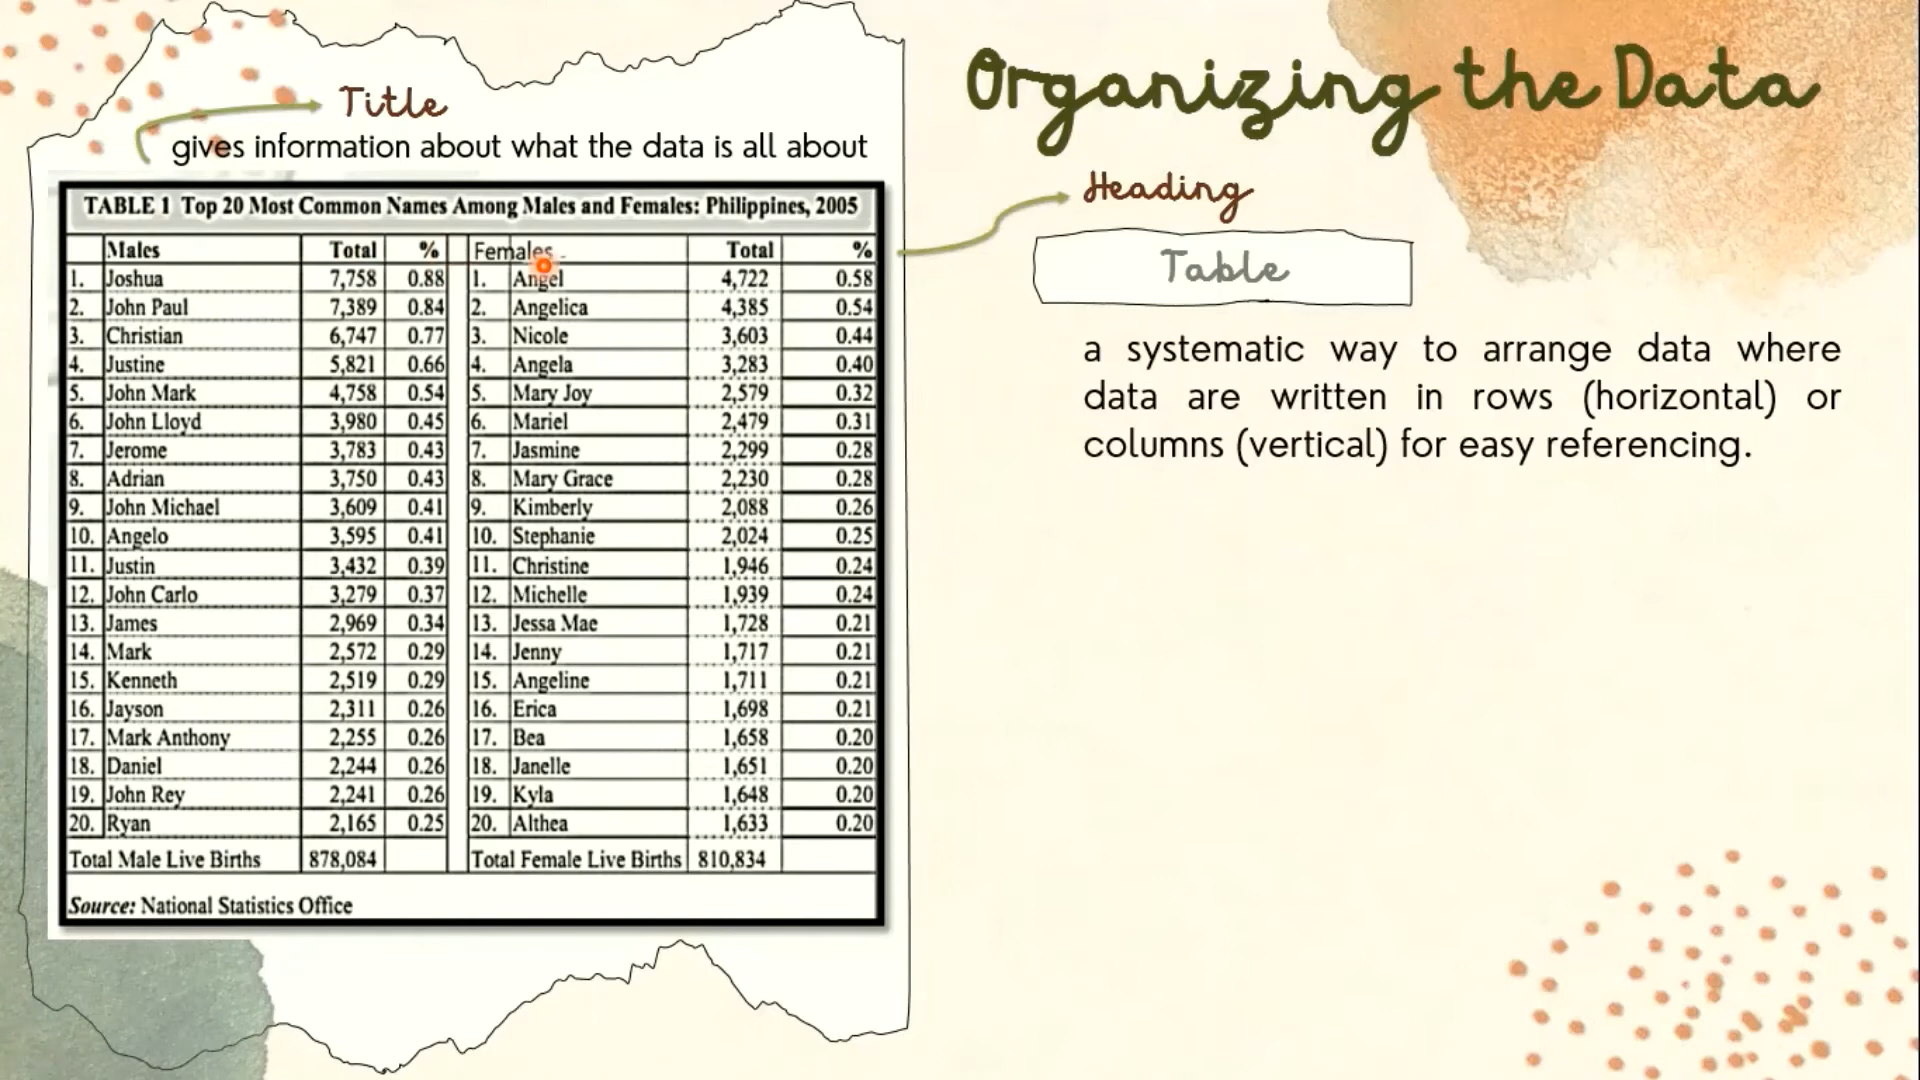 Organizing the Data
Title
gives information about what the data is all about
TABLE 1 Top 20 Most Common Names Among Males and Females: Philippines, 2005
Males Total % Females Total %
1. Joshua 7,758 0.88 1. Angel 4,722 0.58
2. John Paul 7,389 0.84 2. Angelica 4,385 0.54
3. Christian 6,747 0.77 3. Nicole 3,603 0.44
4. Justine 5,821 0.66 4. Angela 3,283 0.40
5. John Mark 4,758 0.54 5. Mary Joy 2,579 0.32
6. John Lloyd 3,980 0.45 6. Mariel 2,479 0.31
7. Jerome 3,783 0.43 7. Jasmine 2,299 0.28
8. Adrian 3,750 0.43 8. Mary Grace 2,230 0.28
9. John Michael 3,609 0.41 9. Kimberly 2,088 0.26
10. Angelo 3,595 0.41 10. Stephanie 2,024 0.25
11. Justin 3,432 0.39 11. Christine 1,946 0.24
12. John Carlo 3,279 0.37 12. Michelle 1,939 0.24
13. James 2,969 0.34 13. Jessa Mae 1,728 0.21
14. Mark 2,572 0.29 14. Jenny 1,717 0.21
15. Kenneth 2,519 0.29 15. Angeline 1,711 0.21
16. Jayson 2,311 0.26 16. Erica 1,698 0.21
17. Mark Anthony 2,255 0.26 17. Bea 1,658 0.20
18. Daniel 2,244 0.26 18. Janelle 1,651 0.20
19. John Rey 2,241 0.26 19. Kyla 1,648 0.20
20. Ryan 2,165 0.25 20. Althea 1,633 0.20
Total Male Live Births 878,084 Total Female Live Births 810,834
Source: National Statistics Office
Heading
Table
a systematic way to arrange data where
data are written in rows (horizontal) or
columns (vertical) for easy referencing.